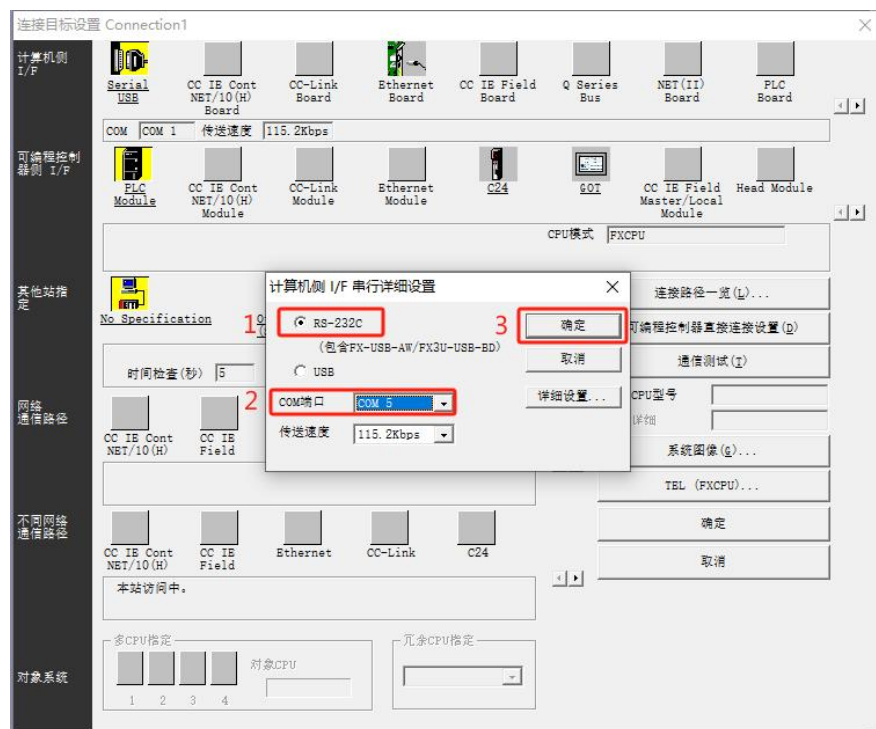 连接目标设置 Connection1
计算机侧
I/F
Serial
USB
CC IE Cont
NET/10(H)
Board
CC-Link
Board
Ethernet
Board
CC IE Field
Board
Q Series
Bus
NET(II)
Board
PLC
Board
COM COM 1 传送速度 115.2Kbps
可编程控制
器侧 I/F
PLC
Module
CC IE Cont
NET/10(H)
Module
CC-Link
Module
Ethernet
Module
C24
GOT
CC IE Field
Master/Local
Module
Head Module
CPU模式 FXCPU
其他站指
定
No Specification
时间检查(秒) 5
计算机侧 I/F 串行详细设置
1
RS-232C
(包含FX-USB-AW/FX3U-USB-BD)
USB
2
COM端口 COM 5
传送速度 115.2Kbps
3
确定
取消
详细设置...
连接路径一览(L)...
可编程控制器直接连接设置(D)
通信测试(T)
CPU型号
详细
系统图像(G)...
TEL (FXCPU)...
确定
取消
网络
通信路径
CC IE Cont
NET/10(H)
CC IE
Field
不同网络
通信路径
CC IE Cont
NET/10(H)
CC IE
Field
Ethernet
CC-Link
C24
本站访问中。
对象系统
多CPU指定
1 2 3 4
对象CPU
冗余CPU指定